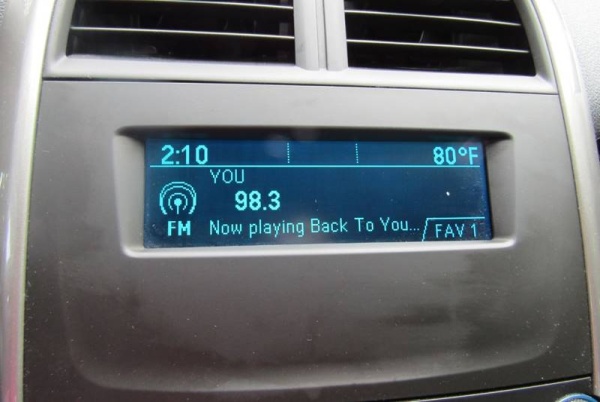 2:10 80°F
YOU
98.3
FM Now playing Back To You... FAV 1